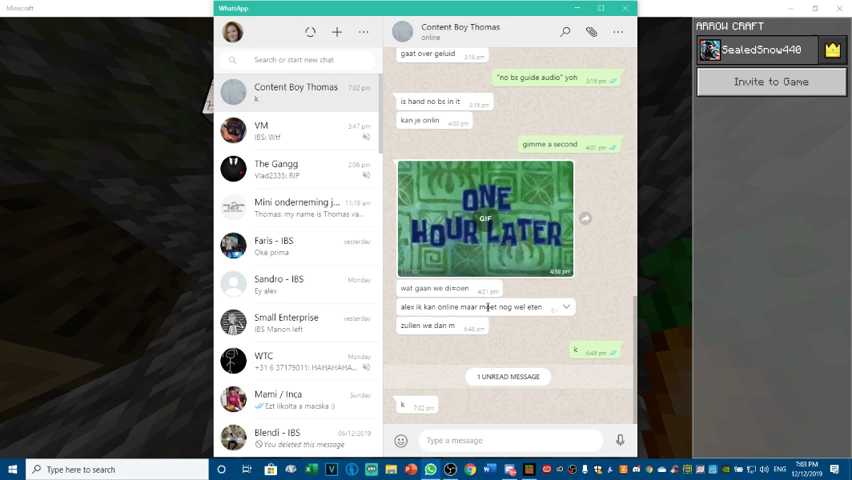 Minecraft
WhatsApp
Search or start new chat
Content Boy Thomas
7:02 pm
k
VM
3:47 pm
IBS: Wtf
The Gangg
2:06 pm
Vlad2335: RIP
Mini onderneming j...
11:19 am
Thomas: my name is Thomas va...
Faris - IBS
yesterday
Oké prima
Sandro - IBS
Monday
Ey alex
Small Enterprise
yesterday
IBS Manon left
WTC
Monday
+31 6 37179011: HAHAHAHA...
Mami / Inca
Sunday
Ezt likolta a macska :)
Blendi - IBS
06/12/2019
You deleted this message
Content Boy Thomas
online
gaat over geluid
3:18 pm
"no bs guide audio" yoh
3:18 pm
is hand no bs in it
3:18 pm
kan je onlin
4:00 pm
gimme a second
4:01 pm
ONE
GIF
HOUR LATER
4:38 pm
wat gaan we di=oen
4:21 pm
alex ik kan online maar moet nog wel eten
zullen we dan m
6:48 pm
k
6:48 pm
1 UNREAD MESSAGE
k
7:02 pm
Type a message
ARROW CRAFT
SealedSnow440
Invite to Game
Type here to search
ENG
7:03 PM
12/12/2019